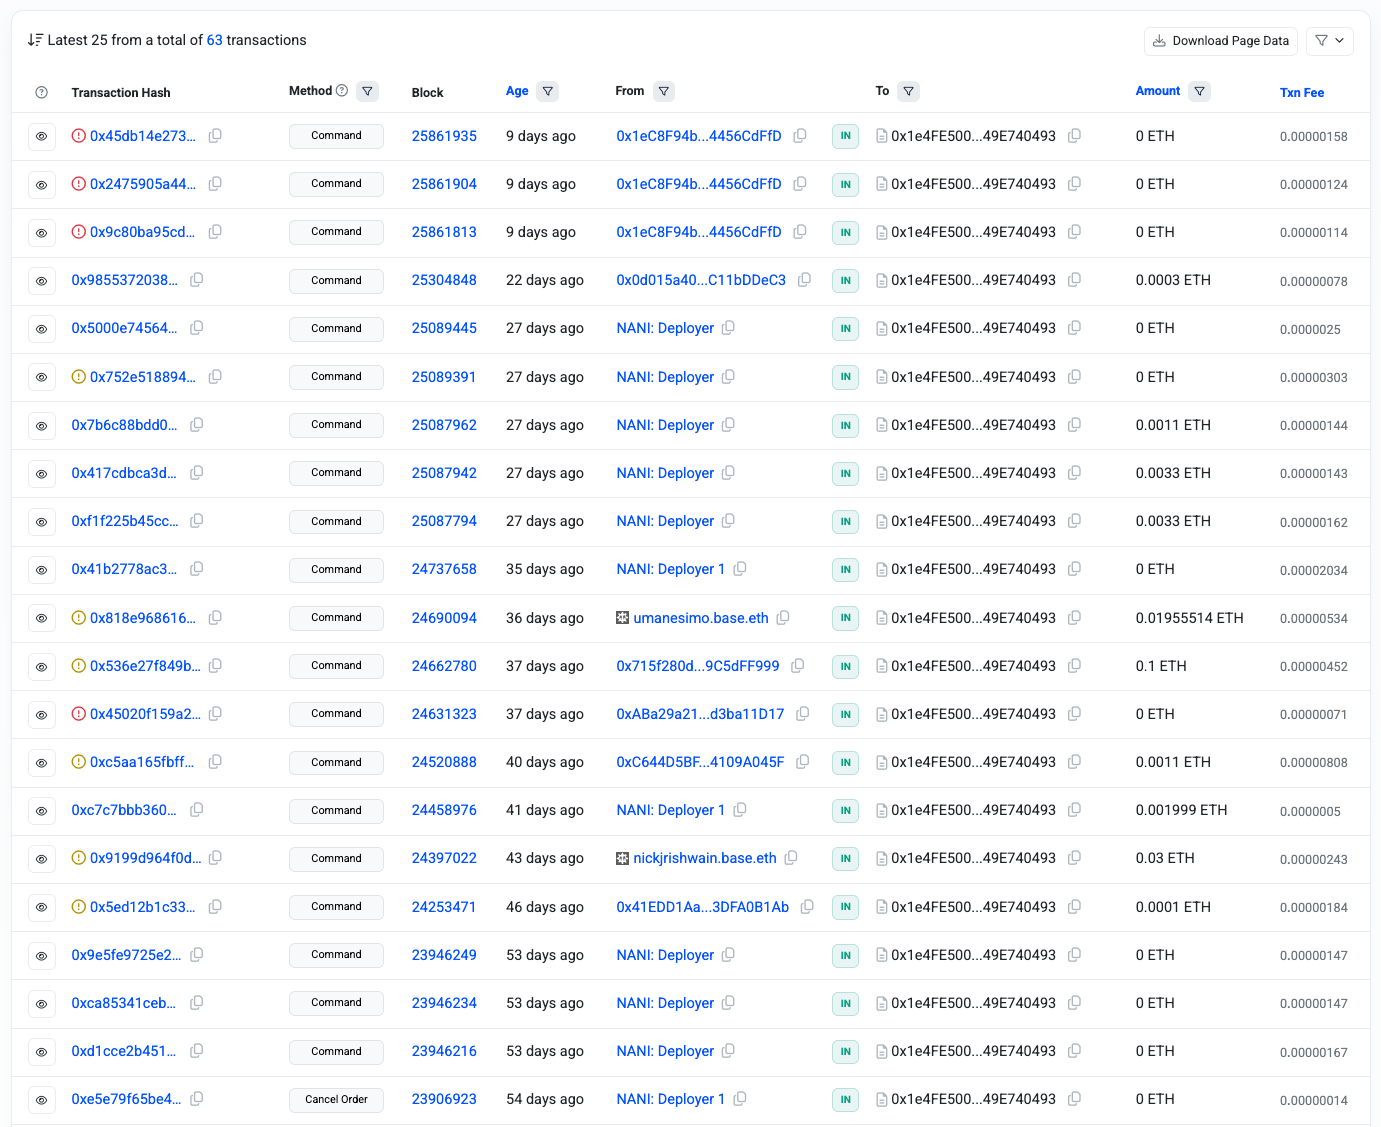 Latest 25 from a total of 63 transactions
Download Page Data
Transaction Hash Method Block Age From To Amount Txn Fee
0x45db14e273... Command 25861935 9 days ago 0x1eC8F94b...4456CdFfD IN 0x1e4FE500...49E740493 0 ETH 0.00000158
0x2475905a44... Command 25861904 9 days ago 0x1eC8F94b...4456CdFfD IN 0x1e4FE500...49E740493 0 ETH 0.00000124
0x9c80ba95cd... Command 25861813 9 days ago 0x1eC8F94b...4456CdFfD IN 0x1e4FE500...49E740493 0 ETH 0.00000114
0x9855372038... Command 25304848 22 days ago 0x0d015a40...C11bDDeC3 IN 0x1e4FE500...49E740493 0.0003 ETH 0.00000078
0x5000e74564... Command 25089445 27 days ago NANI: Deployer IN 0x1e4FE500...49E740493 0 ETH 0.0000025
0x752e518894... Command 25089391 27 days ago NANI: Deployer IN 0x1e4FE500...49E740493 0 ETH 0.00000303
0x7b6c88bdd0... Command 25087962 27 days ago NANI: Deployer IN 0x1e4FE500...49E740493 0.0011 ETH 0.00000144
0x417cdbca3d... Command 25087942 27 days ago NANI: Deployer IN 0x1e4FE500...49E740493 0.0033 ETH 0.00000143
0xf1f225b45cc... Command 25087794 27 days ago NANI: Deployer IN 0x1e4FE500...49E740493 0.0033 ETH 0.00000162
0x41b2778ac3... Command 24737658 35 days ago NANI: Deployer 1 IN 0x1e4FE500...49E740493 0 ETH 0.00002034
0x818e968616... Command 24690094 36 days ago umanesimo.base.eth IN 0x1e4FE500...49E740493 0.01955514 ETH 0.00000534
0x536e27f849b... Command 24662780 37 days ago 0x715f280d...9C5dFF999 IN 0x1e4FE500...49E740493 0.1 ETH 0.00000452
0x45020f159a2... Command 24631323 37 days ago 0xABa29a21...d3ba11D17 IN 0x1e4FE500...49E740493 0 ETH 0.00000071
0xc5aa165fbff... Command 24520888 40 days ago 0xC644D5BF...4109A045F IN 0x1e4FE500...49E740493 0.0011 ETH 0.00000808
0xc7c7bbb360... Command 24458976 41 days ago NANI: Deployer 1 IN 0x1e4FE500...49E740493 0.001999 ETH 0.0000005
0x9199d964f0d... Command 24397022 43 days ago nickjrishwain.base.eth IN 0x1e4FE500...49E740493 0.03 ETH 0.00000243
0x5ed12b1c33... Command 24253471 46 days ago 0x41EDD1Aa...3DFA0B1Ab IN 0x1e4FE500...49E740493 0.0001 ETH 0.00000184
0x9e5fe9725e2... Command 23946249 53 days ago NANI: Deployer IN 0x1e4FE500...49E740493 0 ETH 0.00000147
0xca85341ceb... Command 23946234 53 days ago NANI: Deployer IN 0x1e4FE500...49E740493 0 ETH 0.00000147
0xd1cce2b451... Command 23946216 53 days ago NANI: Deployer IN 0x1e4FE500...49E740493 0 ETH 0.00000167
0xe5e79f65be4... Cancel Order 23906923 54 days ago NANI: Deployer 1 IN 0x1e4FE500...49E740493 0 ETH 0.00000014